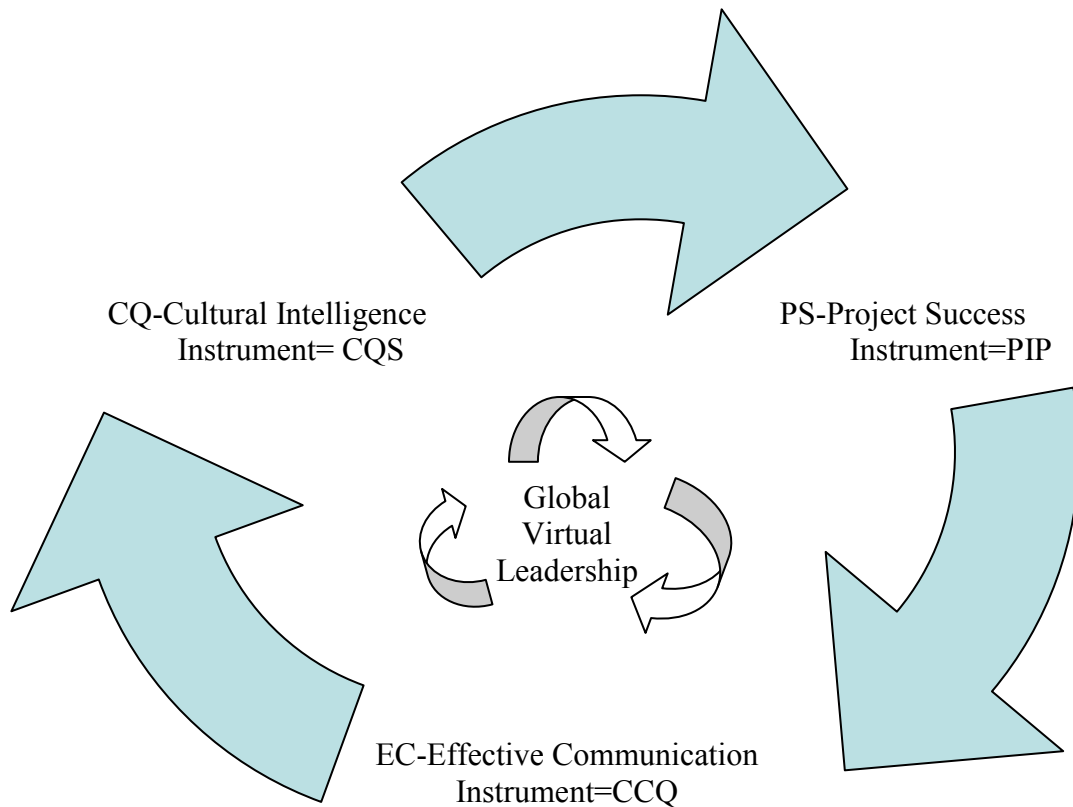 CQ-Cultural Intelligence
Instrument= CQS
PS-Project Success
Instrument=PIP
Global
Virtual
Leadership
EC-Effective Communication
Instrument=CCQ